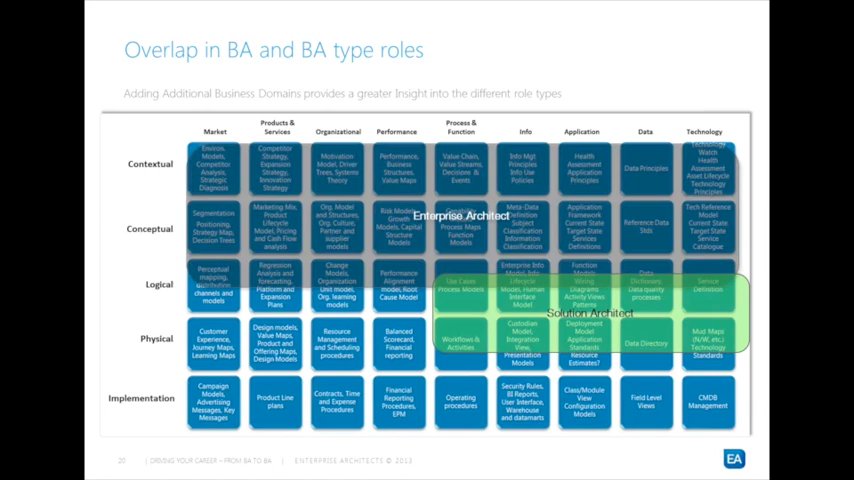 Overlap in BA and BA type roles
Adding Additional Business Domains provides a greater Insight into the different role types
Market
Products &
Services
Organizational
Performance
Process &
Function
Info
Application
Data
Technology
Contextual
Environ.
Models,
Competitor
Analysis,
Strategic
Diagnosis
Competitor
Strategy,
Expansion
Strategy,
Innovation
Strategy
Motivation
Model, Driver
Trees, Systems
Theory
Performance,
Business
Structures,
Value Maps
Value Chain,
Value Streams,
Decisions &
Events
Info Mgt
Principles
Info Use
Policies
Health
Assessment
Application
Principles
Data Principles
Technology
Watch
Health
Assessment
Asset Lifecycle
Technology
Principles
Conceptual
Segmentation
Positioning,
Strategy Map,
Decision Trees
Marketing Mix,
Product
Lifecycle Model,
Pricing
and Cash Flow
analysis
Org. Model
and Structures,
Org. Culture,
Partner and
supplier
models
Risk Models,
Growth
Models, Capital
Structure
Models
Process Maps
Function
Models
Meta-Data
Definition
Subject
Classification
Information
Classification
Application
Framework
Current State
Target State
Services
Definitions
Reference Data
Stds
Tech Reference
Model
Current State
Target State
Service
Catalogue
Enterprise Architect
Logical
Perceptual
mapping,
distribution
channels and
models
Regression
Analysis and
forecasting,
Platform and
Expansion
Plans
Change
Models,
Organization
Unit model,
Org. learning
models
Performance
Alignment
model, Root
Cause Model
Use Cases
Process Models
Enterprise Info
Model, Info
Lifecycle
Model, Human
Interface
Model
Function
Models
Wiring
Diagrams
Activity Views
Patterns
Data
Dictionary,
Data quality
processes
Service
Definition
Solution Architect
Physical
Customer
Experience,
Journey Maps,
Learning Maps
Design models,
Value Maps,
Product and
Offering Maps,
Design Models
Resource
Management
and Scheduling
procedures
Balanced
Scorecard,
Financial
reporting
Workflows &
Activities
Custodian
Model,
Integration
View,
Presentation
Models
Deployment
Model
Application
Standards
Resource
Estimates?
Data Directory
Mud Maps
(N/W, etc.)
Technology
Standards
Implementation
Campaign
Models,
Advertising
Messages, Key
Messages
Product Line
plans
Contracts, Time
and Expense
Procedures
Financial
Reporting
Procedures,
EPM
Operating
procedures
Security Rules,
BI Reports,
User Interface,
Warehouse
and datamarts
Class/Module
View
Configuration
Models
Field Level
Views
CMDB
Management
20 | DRIVING YOUR CAREER – FROM BA TO BA | ENTERPRISE ARCHITECTS © 2013
EA